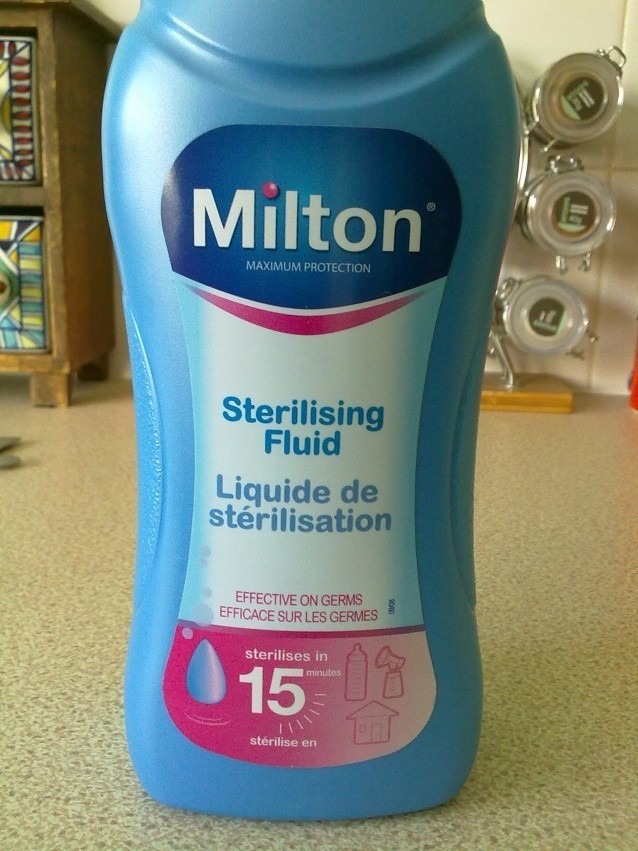 Milton®
MAXIMUM PROTECTION
Sterilising
Fluid
Liquide de
stérilisation
EFFECTIVE ON GERMS
EFFICACE SUR LES GERMES
sterilises in
15 minutes
stérilise en